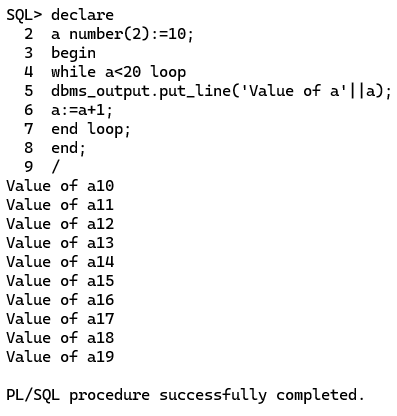 SQL> declare
  2  a number(2):=10;
  3  begin
  4  while a<20 loop
  5  dbms_output.put_line('Value of a'||a);
  6  a:=a+1;
  7  end loop;
  8  end;
  9  /
Value of a10
Value of a11
Value of a12
Value of a13
Value of a14
Value of a15
Value of a16
Value of a17
Value of a18
Value of a19

PL/SQL procedure successfully completed.